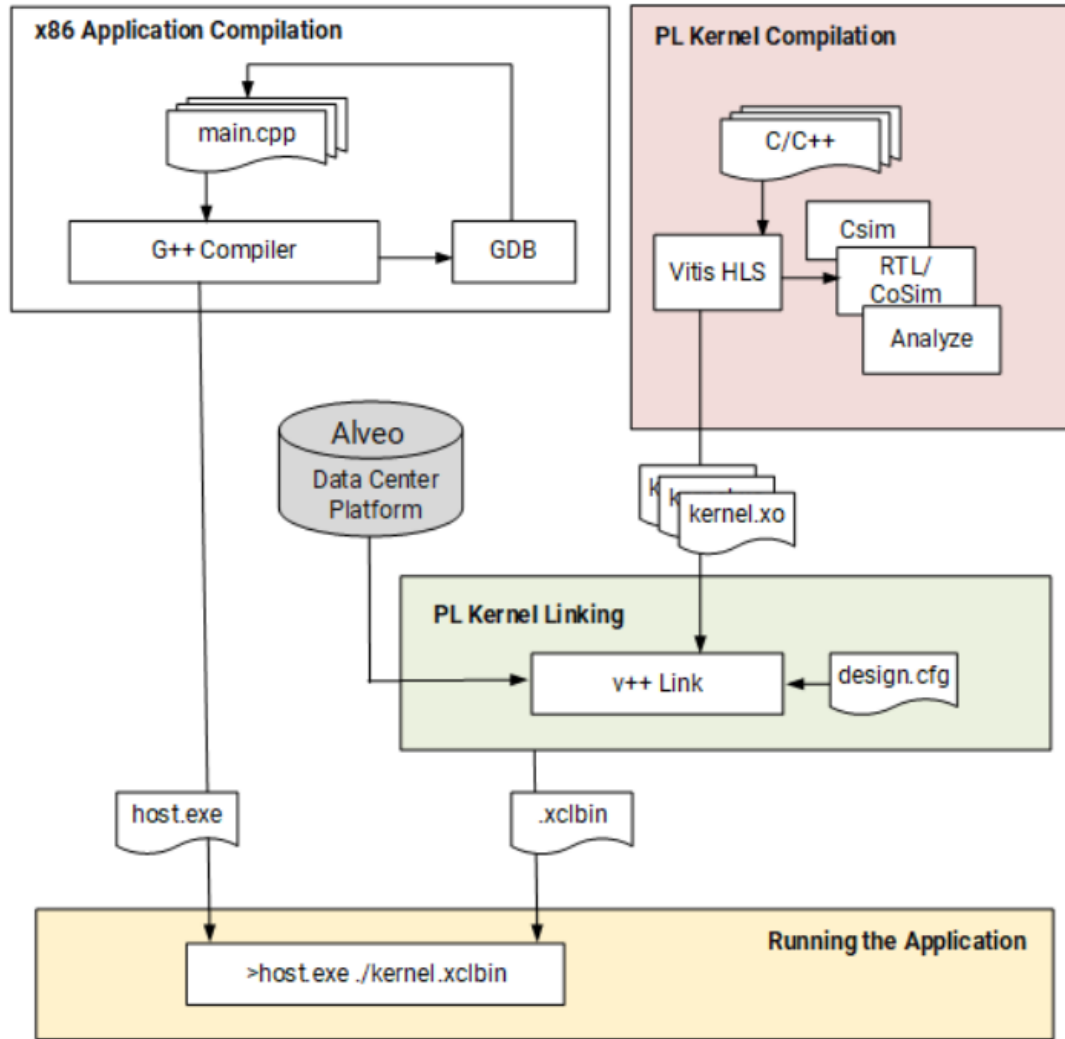 x86 Application Compilation
main.cpp
G++ Compiler
GDB
PL Kernel Compilation
C/C++
Vitis HLS
Csim
RTL/
CoSim
Analyze
Alveo
Data Center
Platform
kernel.xo
PL Kernel Linking
v++ Link
design.cfg
host.exe
.xclbin
Running the Application
>host.exe ./kernel.xclbin